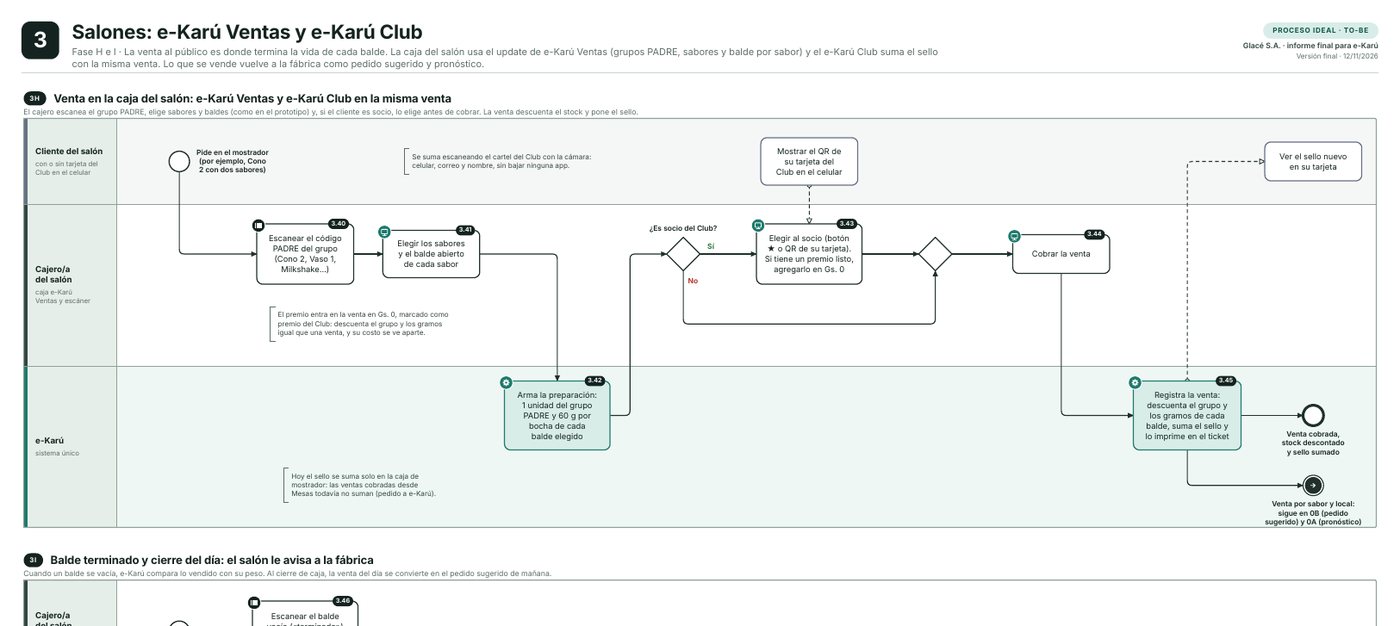 3
Salones: e-Karú Ventas y e-Karú Club
Fase H e I · La venta al público es donde termina la vida de cada balde. La caja del salón usa el update de e-Karú Ventas (grupos PADRE, sabores y balde por sabor) y el e-Karú Club suma el sello
con la misma venta. Lo que se vende vuelve a la fábrica como pedido sugerido y pronóstico.
PROCESO IDEAL · TO-BE
Glacé S.A. · informe final para e-Karú
Versión final · 12/11/2026
3H
Venta en la caja del salón: e-Karú Ventas y e-Karú Club en la misma venta
El cajero escanea el grupo PADRE, elige sabores y baldes (como en el prototipo) y, si el cliente es socio, lo elige antes de cobrar. La venta descuenta el stock y pone el sello.
Cliente del salón
con o sin tarjeta del
Club en el celular
Pide en el mostrador
(por ejemplo, Cono
2 con dos sabores)
Se suma escaneando el cartel del Club con la cámara:
celular, correo y nombre, sin bajar ninguna app.
Mostrar el QR de
su tarjeta del
Club en el celular
Ver el sello nuevo
en su tarjeta
Cajero/a
del salón
caja e-Karú
Ventas y escáner
3.40
Escanear el código
PADRE del grupo
(Cono 2, Vaso 1,
Milkshake...)
3.41
Elegir los sabores
y el balde abierto
de cada sabor
¿Es socio del Club?
Sí
No
3.43
Elegir al socio (botón
★ o QR de su tarjeta).
Si tiene un premio listo,
agregarlo en Gs. 0
3.44
Cobrar la venta
El premio entra en la venta en Gs. 0, marcado como
premio del Club: descuenta el grupo y los gramos
igual que una venta, y su costo se ve aparte.
e-Karú
sistema único
3.42
Arma la preparación:
1 unidad del grupo
PADRE y 60 g por
bocha de cada
balde elegido
3.45
Registra la venta:
descuenta el grupo y
los gramos de cada
balde, suma el sello y
lo imprime en el ticket
Venta cobrada,
stock descontado
y sello sumado
Hoy el sello se suma solo en la caja de
mostrador: las ventas cobradas desde
Mesas todavía no suman (pedido a e-Karú).
Venta por sabor y local:
sigue en 0B (pedido
sugerido) y 0A (pronóstico)
3I
Balde terminado y cierre del día: el salón le avisa a la fábrica
Cuando un balde se vacía, e-Karú compara lo vendido con su peso. Al cierre de caja, la venta del día se convierte en el pedido sugerido de mañana.
Cajero/a
del salón
3.46
Escanear el balde